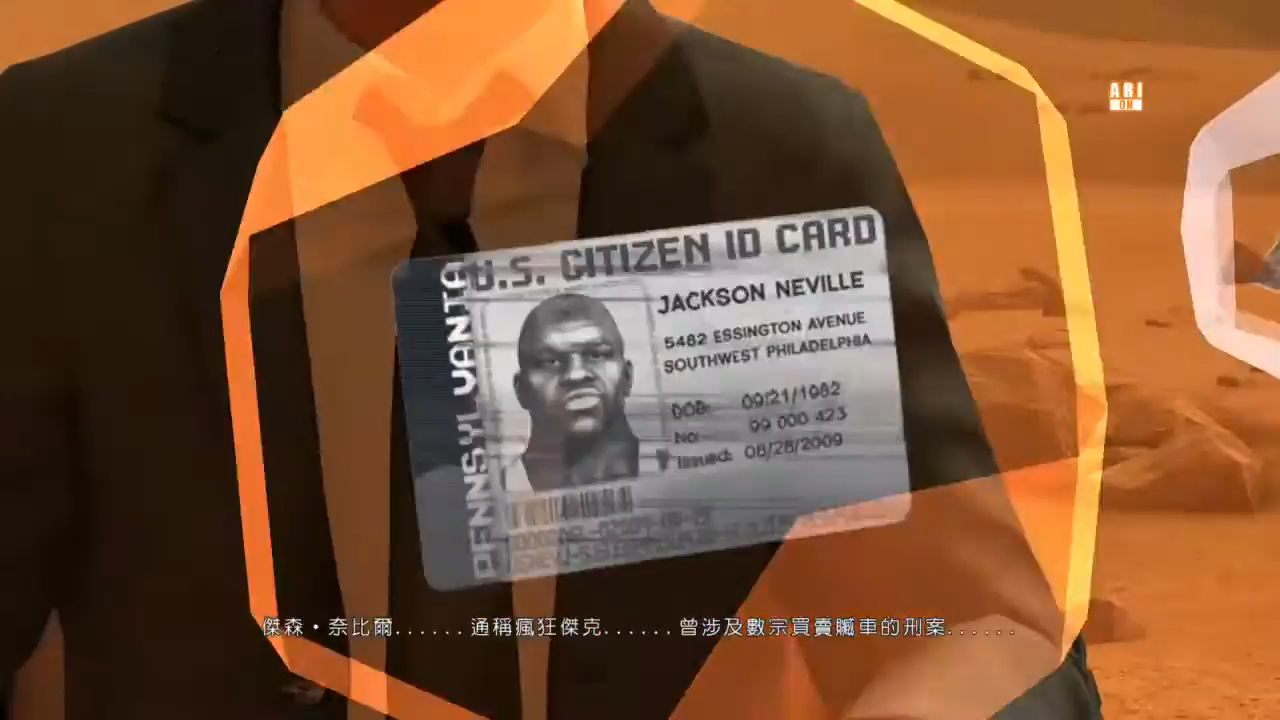 ARI
ON
U.S. CITIZEN ID CARD
PENNSYLVANIA
JACKSON NEVILLE
5482 ESSINGTON AVENUE
SOUTHWEST PHILADELPHIA
DOB: 09/21/1982
No: 99 000 423
Issued: 08/28/2009
傑森·奈比爾......通稱瘋狂傑克......曾涉及數宗買賣贓車的刑案......